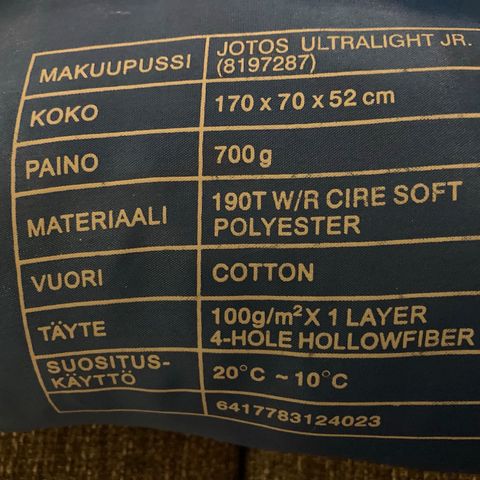 MAKUUPUSSI
JOTOS ULTRALIGHT JR.
(8197287)
KOKO
170 x 70 x 52 cm
PAINO
700 g
MATERIAALI
190T W/R CIRE SOFT
POLYESTER
VUORI
COTTON
TÄYTE
100g/m² X 1 LAYER
4-HOLE HOLLOWFIBER
SUOSITUS-
KÄYTTÖ
20°C ~ 10°C
6417783124023